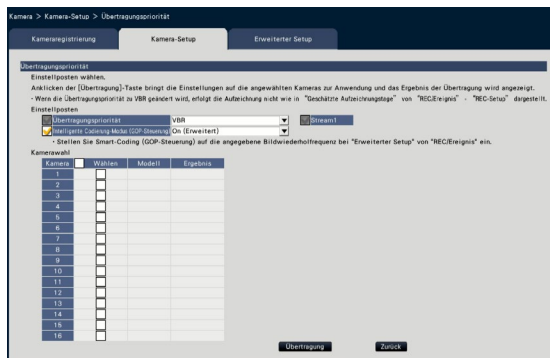 Kamera > Kamera-Setup > Übertragungspriorität
Kameraregistrierung Kamera-Setup Erweiterter Setup
Übertragungspriorität
Einstellposten wählen.
Anklicken der [Übertragung]-Taste bringt die Einstellungen auf die angewählten Kameras zur Anwendung und das Ergebnis der Übertragung wird angezeigt.
・Wenn die Übertragungspriorität zu VBR geändert wird, erfolgt die Aufzeichnung nicht wie in "Geschätzte Aufzeichnungstage" von "REC/Ereignis" - "REC-Setup" dargestellt.
Einstellposten
Übertragungspriorität VBR Stream1
Intelligente Codierung-Modus (GOP-Steuerung) On (Erweitert)
・Stellen Sie Smart-Coding (GOP-Steuerung) auf die angegebene Bildwiederholfrequenz bei "Erweiterter Setup" von "REC/Ereignis" ein.
Kamerawahl
Kamera Wählen Modell Ergebnis
1
2
3
4
5
6
7
8
9
10
11
12
13
14
15
16
Übertragung Zurück